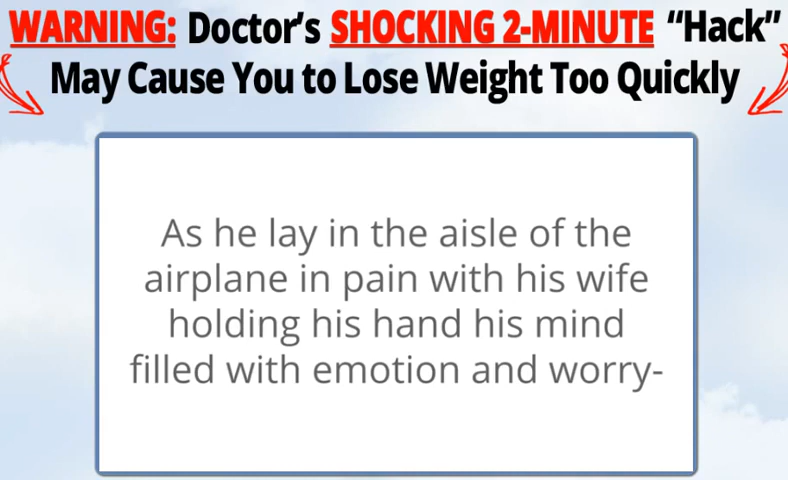 WARNING: Doctor's SHOCKING 2-MINUTE “Hack”
May Cause You to Lose Weight Too Quickly
As he lay in the aisle of the
airplane in pain with his wife
holding his hand his mind
filled with emotion and worry-